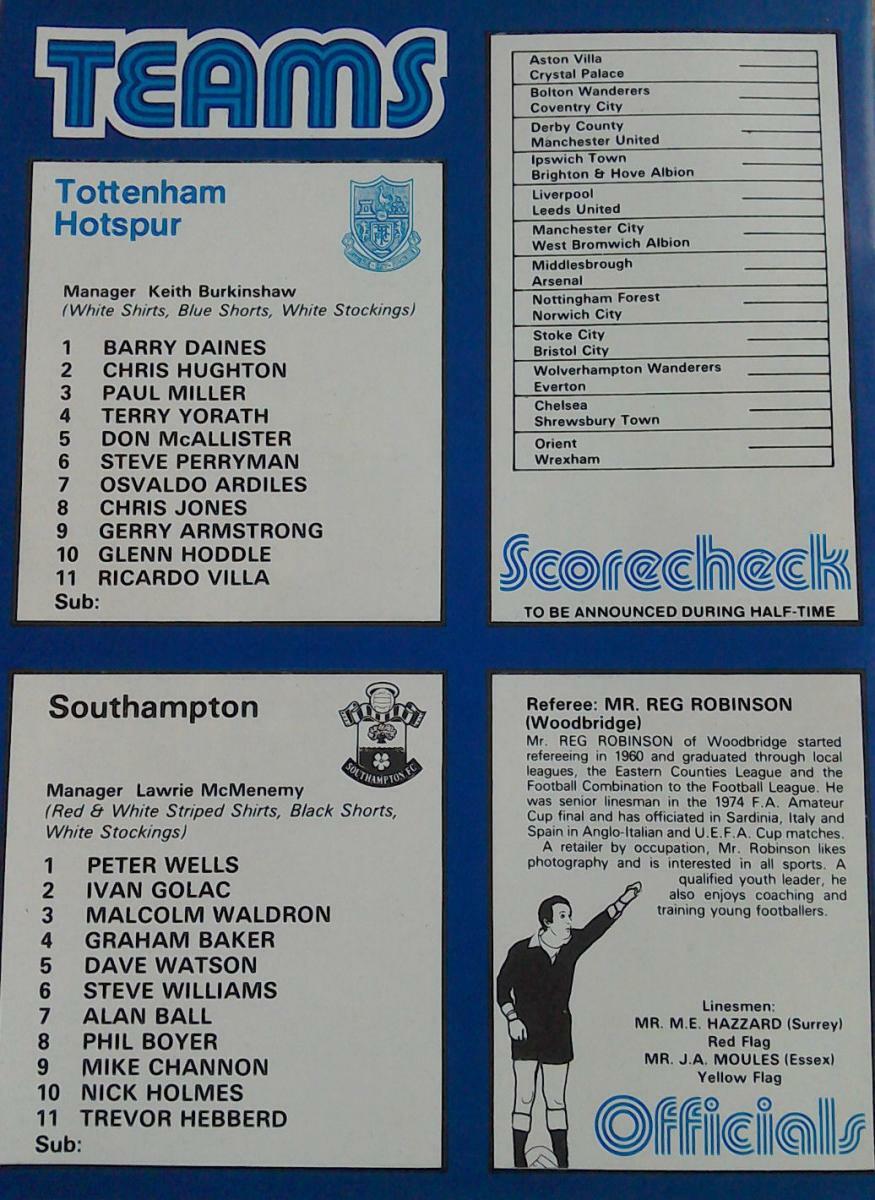 TEAMS
Tottenham
Hotspur
Manager Keith Burkinshaw
(White Shirts, Blue Shorts, White Stockings)
1 BARRY DAINES
2 CHRIS HUGHTON
3 PAUL MILLER
4 TERRY YORATH
5 DON McALLISTER
6 STEVE PERRYMAN
7 OSVALDO ARDILES
8 CHRIS JONES
9 GERRY ARMSTRONG
10 GLENN HODDLE
11 RICARDO VILLA
Sub:
Aston Villa
Crystal Palace
Bolton Wanderers
Coventry City
Derby County
Manchester United
Ipswich Town
Brighton & Hove Albion
Liverpool
Leeds United
Manchester City
West Bromwich Albion
Middlesbrough
Arsenal
Nottingham Forest
Norwich City
Stoke City
Bristol City
Wolverhampton Wanderers
Everton
Chelsea
Shrewsbury Town
Orient
Wrexham
Scorecheck
TO BE ANNOUNCED DURING HALF-TIME
Southampton
SOUTHAMPTON FC
Manager Lawrie McMenemy
(Red & White Striped Shirts, Black Shorts,
White Stockings)
1 PETER WELLS
2 IVAN GOLAC
3 MALCOLM WALDRON
4 GRAHAM BAKER
5 DAVE WATSON
6 STEVE WILLIAMS
7 ALAN BALL
8 PHIL BOYER
9 MIKE CHANNON
10 NICK HOLMES
11 TREVOR HEBBERD
Sub:
Referee: MR. REG ROBINSON
(Woodbridge)
Mr. REG ROBINSON of Woodbridge started
refereeing in 1960 and graduated through local
leagues, the Eastern Counties League and the
Football Combination to the Football League. He
was senior linesman in the 1974 F.A. Amateur
Cup final and has officiated in Sardinia, Italy and
Spain in Anglo-Italian and U.E.F.A. Cup matches.
A retailer by occupation, Mr. Robinson likes
photography and is interested in all sports. A
qualified youth leader, he
also enjoys coaching and
training young footballers.
Linesmen:
MR. M.E. HAZZARD (Surrey)
Red Flag
MR. J.A. MOULES (Essex)
Yellow Flag
Officials